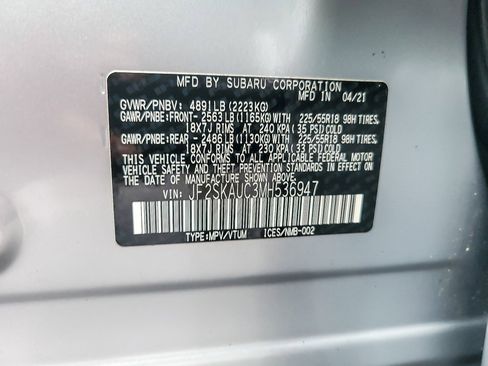 MFD BY SUBARU CORPORATION
MFD IN 04/21
GVWR/PNBV: 4891LB(2223KG)
GAWR/PNBE:FRONT- 2563LB(1165KG)WITH 225/55R18 98H TIRES,
18X7J RIMS AT 240 KPA(35 PSI)COLD
GAWR/PNBE:REAR - 2486LB(1130KG)WITH 225/55R18 98H TIRES,
18X7J RIMS AT 230 KPA(33 PSI)COLD
THIS VEHICLE CONFORMS TO ALL APPLICABLE FEDERAL MOTOR
VEHICLE SAFETY AND THEFT PREVENTION STANDARDS IN EFFECT
ON THE DATE OF MANUFACTURE SHOWN ABOVE.
VIN: JF2SKAUC3MH536947
TYPE:MPV/VTUM ICES/NMB-002